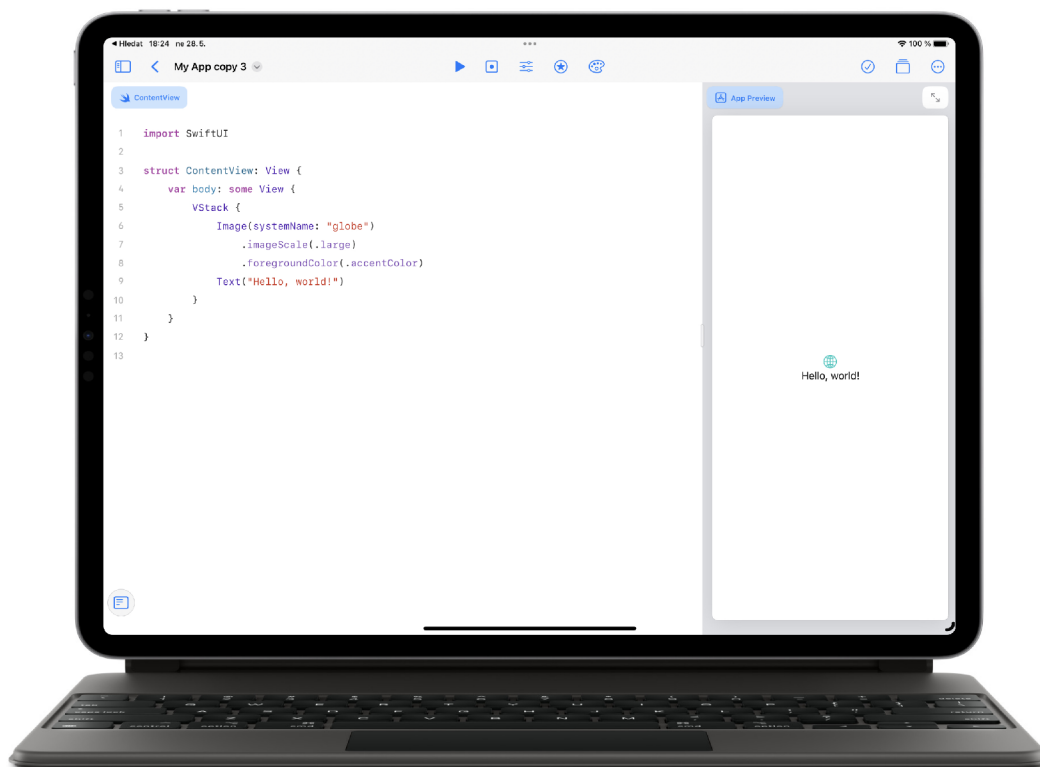 ◀ Hledat 18:24 ne 28.5.
100 %
My App copy 3
ContentView
App Preview
1 import SwiftUI
2
3 struct ContentView: View {
4 var body: some View {
5 VStack {
6 Image(systemName: "globe")
7 .imageScale(.large)
8 .foregroundColor(.accentColor)
9 Text("Hello, world!")
10 }
11 }
12 }
13
Hello, world!